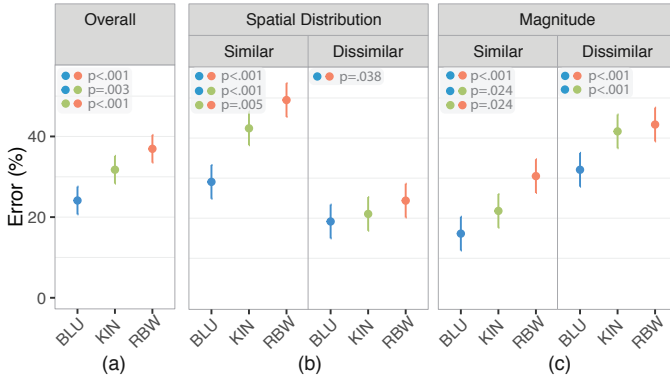 Overall
Spatial Distribution
Magnitude
Similar
Dissimilar
Similar
Dissimilar
p<.001
p=.003
p<.001
p<.001
p<.001
p=.005
p=.038
p<.001
p=.024
p=.024
p<.001
p<.001
Error (%)
40
20
0
BLU
KIN
RBW
BLU
KIN
RBW
BLU
KIN
RBW
BLU
KIN
RBW
BLU
KIN
RBW
(a)
(b)
(c)